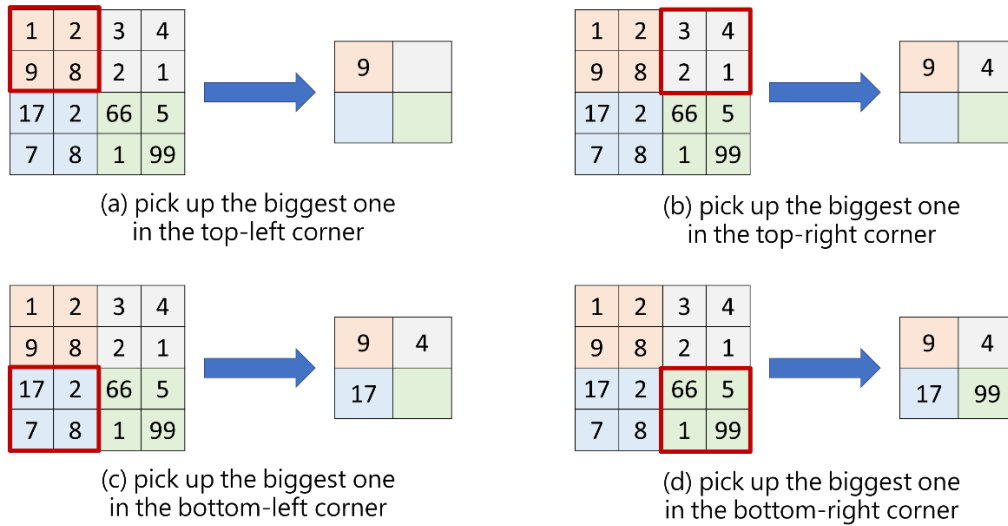 1 2 3 4
9 8 2 1
17 2 66 5
7 8 1 99
9
(a) pick up the biggest one
in the top-left corner
1 2 3 4
9 8 2 1
17 2 66 5
7 8 1 99
9 4
(b) pick up the biggest one
in the top-right corner
1 2 3 4
9 8 2 1
17 2 66 5
7 8 1 99
9 4
17
(c) pick up the biggest one
in the bottom-left corner
1 2 3 4
9 8 2 1
17 2 66 5
7 8 1 99
9 4
17 99
(d) pick up the biggest one
in the bottom-right corner